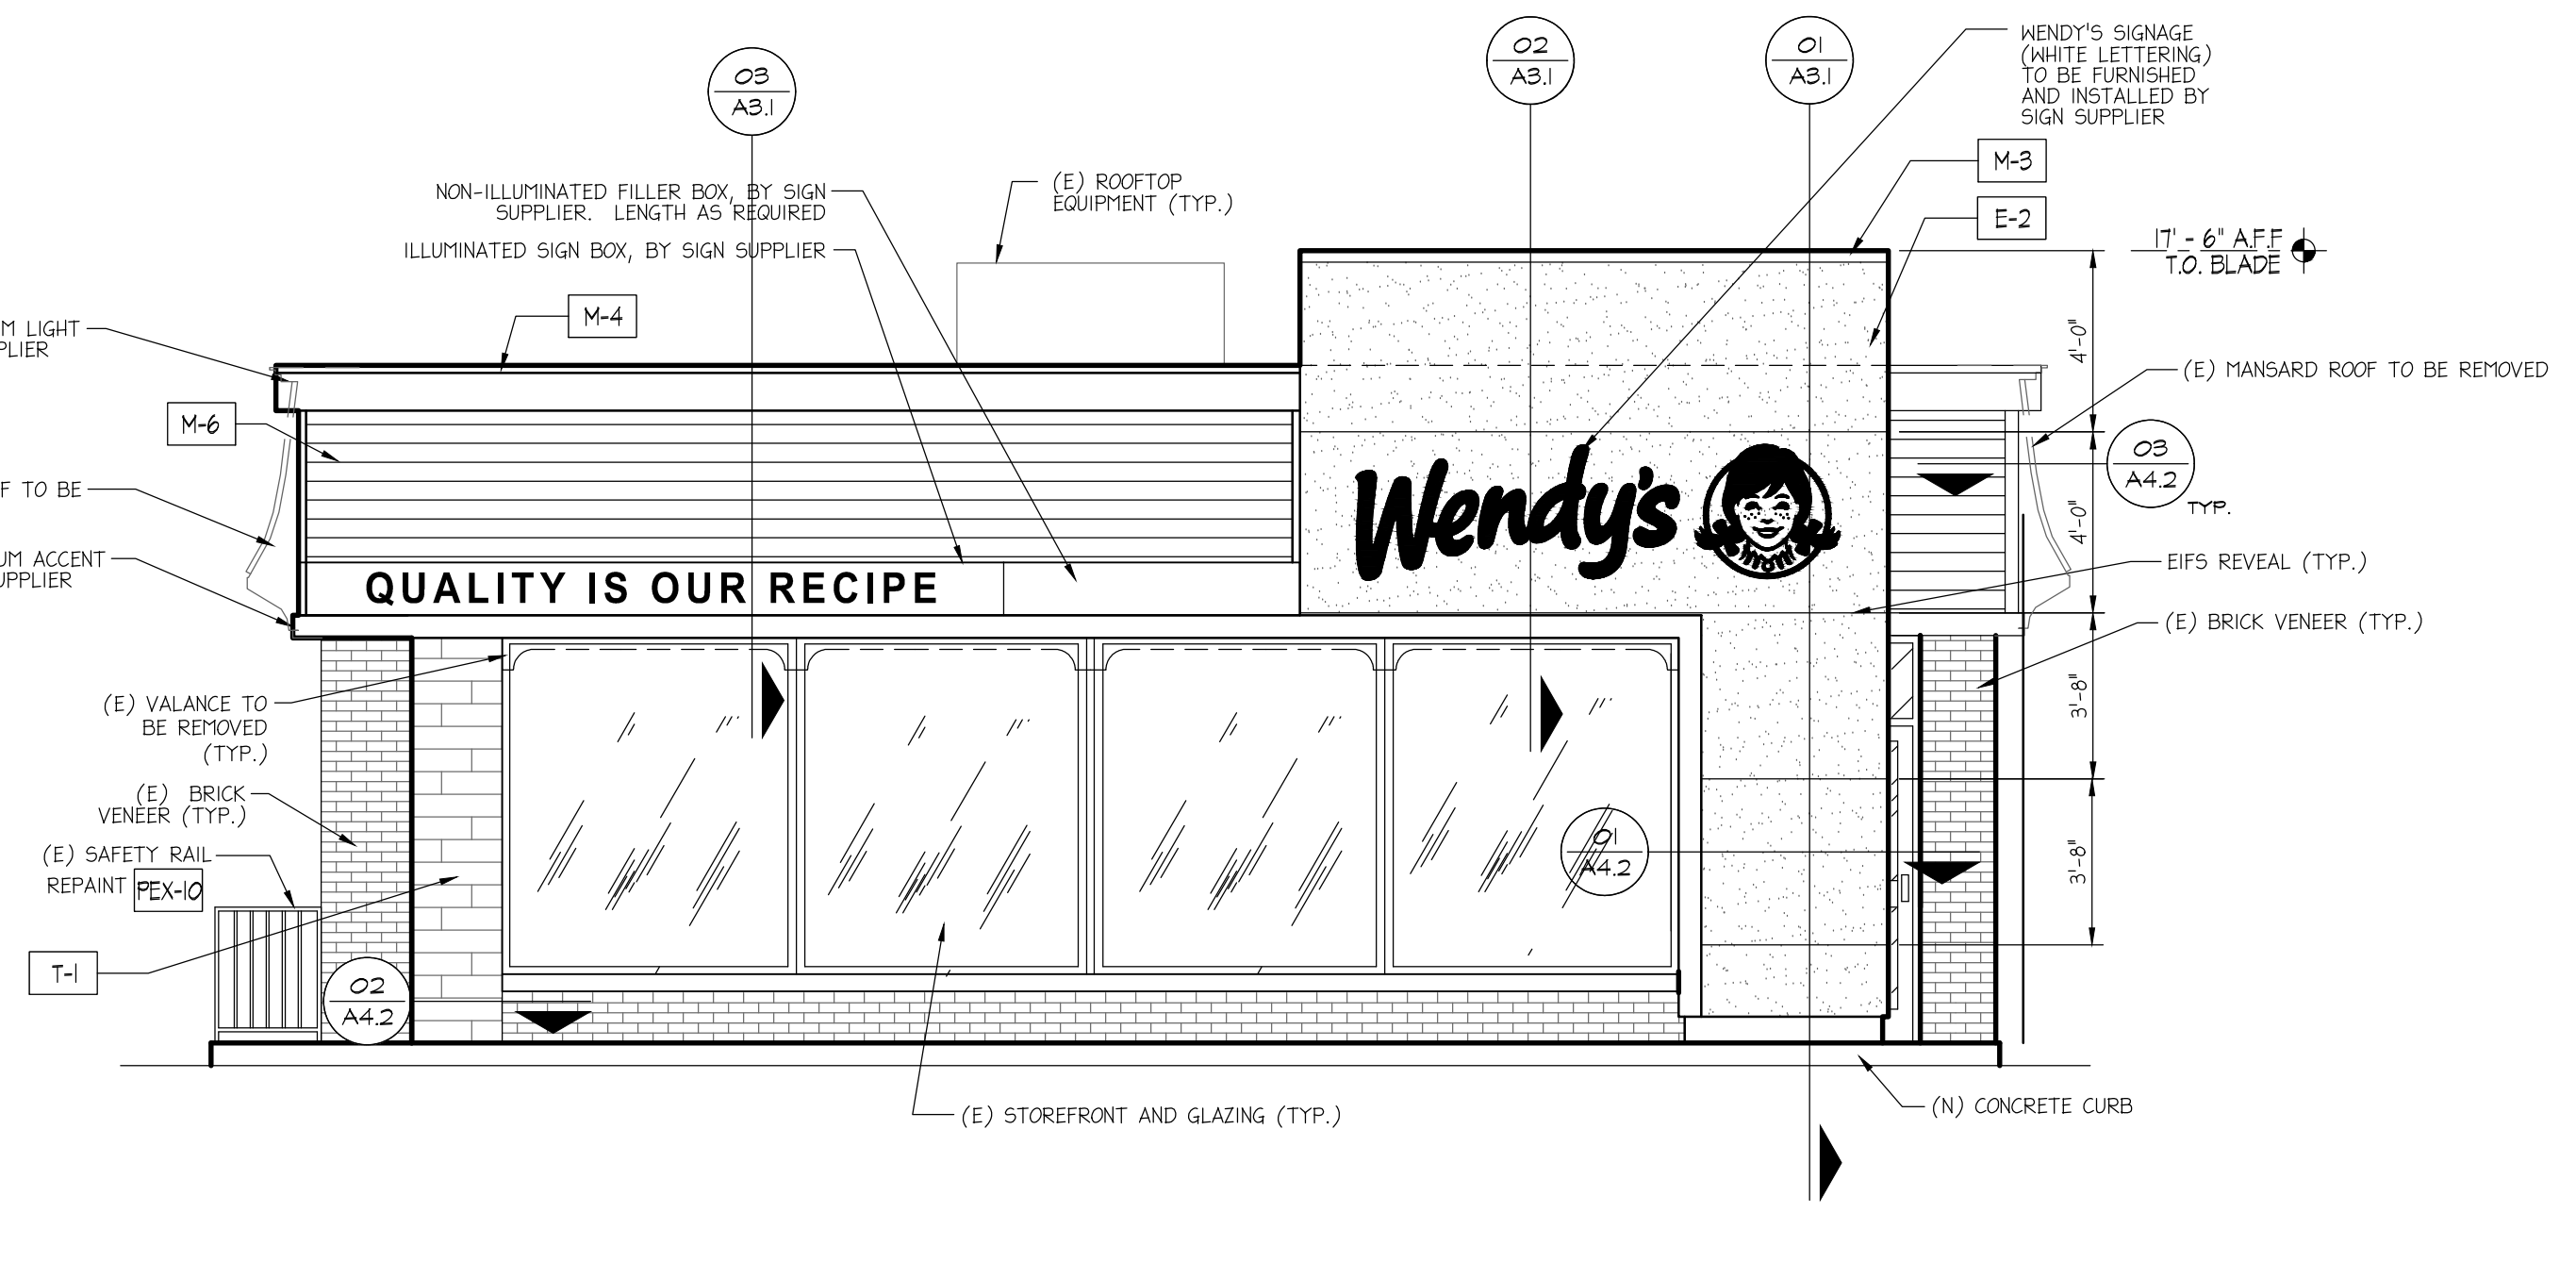 03
A3.1
02
A3.1
01
A3.1
WENDY'S SIGNAGE
(WHITE LETTERING)
TO BE FURNISHED
AND INSTALLED BY
SIGN SUPPLIER
M-3
E-2
NON-ILLUMINATED FILLER BOX, BY SIGN
SUPPLIER. LENGTH AS REQUIRED
(E) ROOFTOP
EQUIPMENT (TYP.)
ILLUMINATED SIGN BOX, BY SIGN SUPPLIER
17' - 6" A.F.F
T.O. BLADE
M-4
M LIGHT
PLIER
4'-0"
(E) MANSARD ROOF TO BE REMOVED
M-6
03
A4.2
TYP.
F TO BE
Wendy's
4'-0"
UM ACCENT
UPPLIER
EIFS REVEAL (TYP.)
QUALITY IS OUR RECIPE
(E) BRICK VENEER (TYP.)
(E) VALANCE TO
BE REMOVED
(TYP.)
3'-8"
(E) BRICK
VENEER (TYP.)
(E) SAFETY RAIL
REPAINT PEX-10
01
A4.2
3'-8"
T-1
02
A4.2
(E) STOREFRONT AND GLAZING (TYP.)
(N) CONCRETE CURB